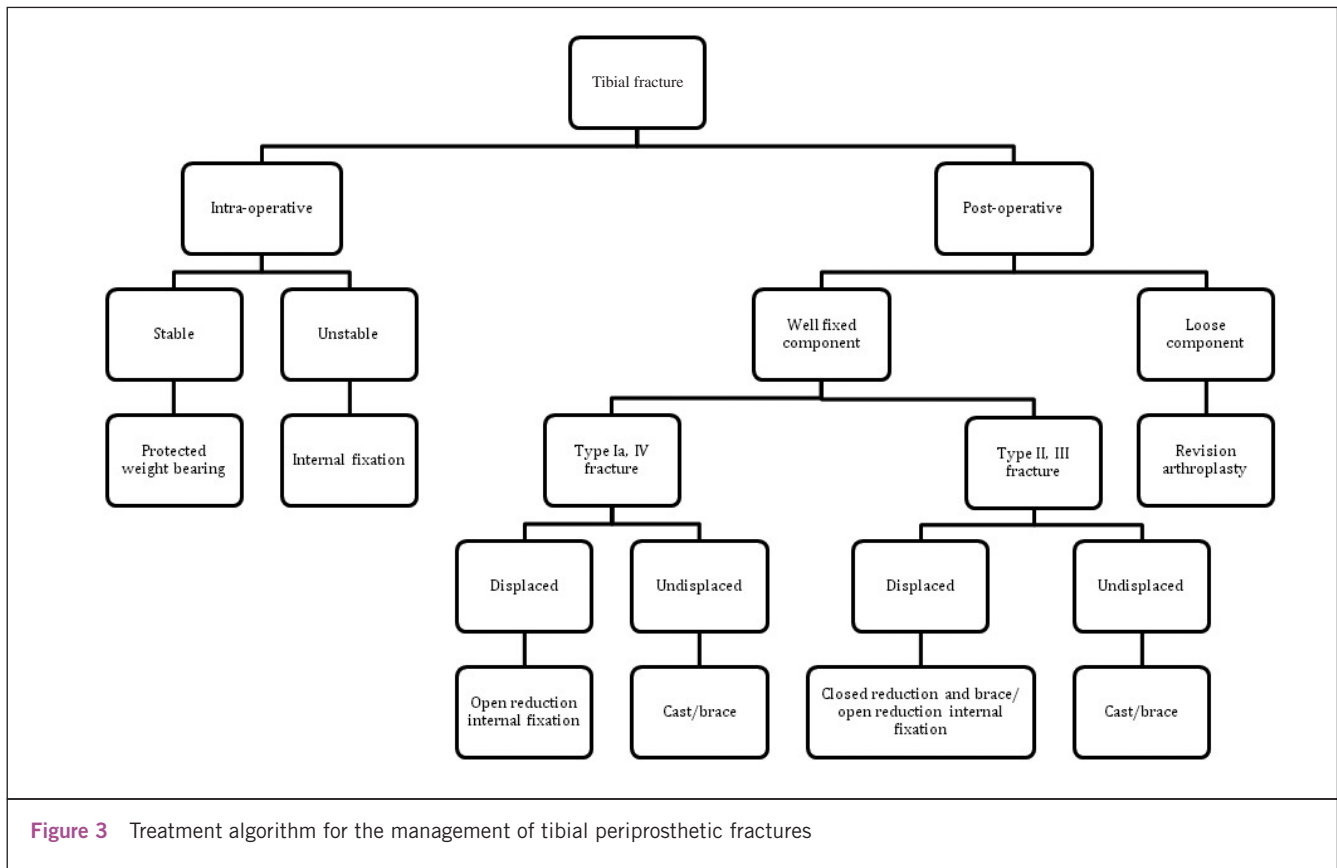 Tibial fracture
Intra-operative
Post-operative
Stable
Unstable
Well fixed
component
Loose
component
Protected
weight bearing
Internal fixation
Type Ia, IV
fracture
Type II, III
fracture
Revision
arthroplasty
Displaced
Undisplaced
Displaced
Undisplaced
Open reduction
internal fixation
Cast/brace
Closed reduction and brace/
open reduction internal
fixation
Cast/brace
Figure 3 Treatment algorithm for the management of tibial periprosthetic fractures